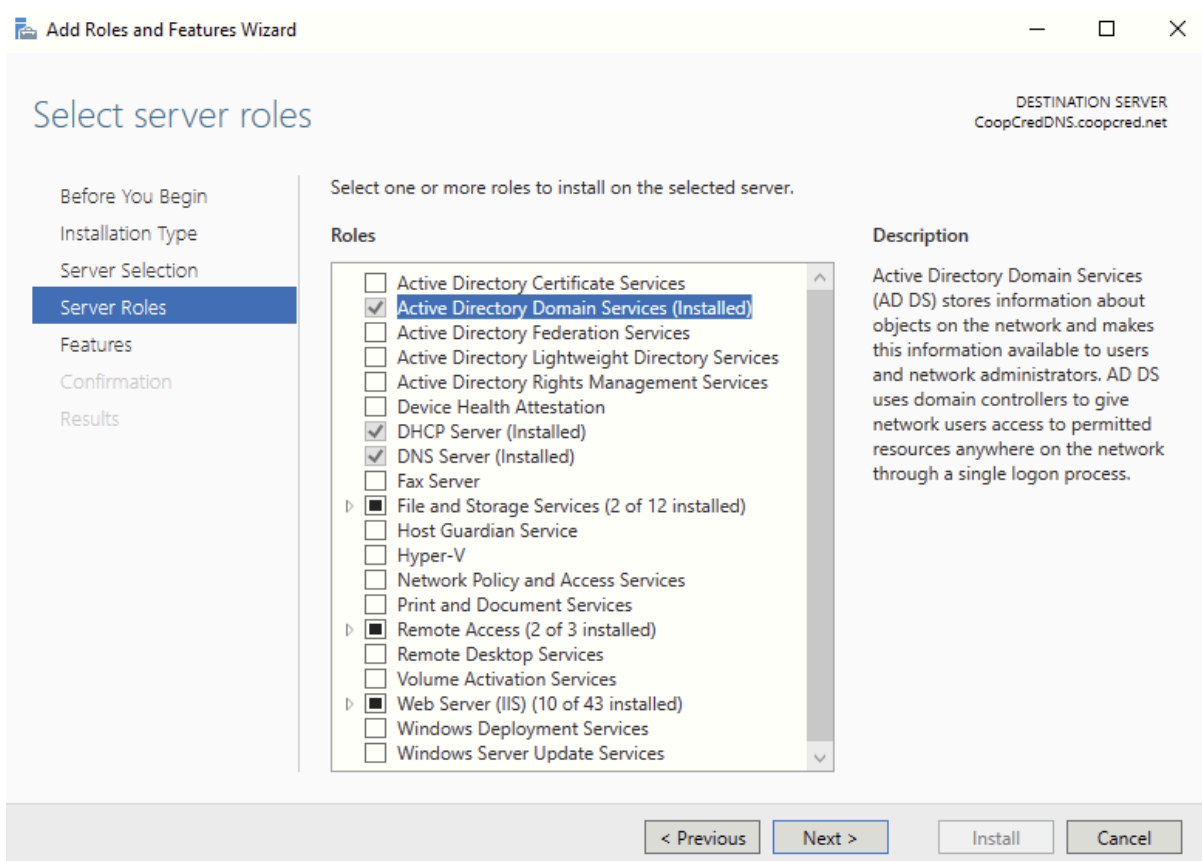 Add Roles and Features Wizard
Select server roles
DESTINATION SERVER
CoopCredDNS.coopcred.net
Before You Begin
Installation Type
Server Selection
Server Roles
Features
Confirmation
Results
Select one or more roles to install on the selected server.
Roles
Active Directory Certificate Services
Active Directory Domain Services (Installed)
Active Directory Federation Services
Active Directory Lightweight Directory Services
Active Directory Rights Management Services
Device Health Attestation
DHCP Server (Installed)
DNS Server (Installed)
Fax Server
File and Storage Services (2 of 12 installed)
Host Guardian Service
Hyper-V
Network Policy and Access Services
Print and Document Services
Remote Access (2 of 3 installed)
Remote Desktop Services
Volume Activation Services
Web Server (IIS) (10 of 43 installed)
Windows Deployment Services
Windows Server Update Services
Description
Active Directory Domain Services
(AD DS) stores information about
objects on the network and makes
this information available to users
and network administrators. AD DS
uses domain controllers to give
network users access to permitted
resources anywhere on the network
through a single logon process.
< Previous
Next >
Install
Cancel